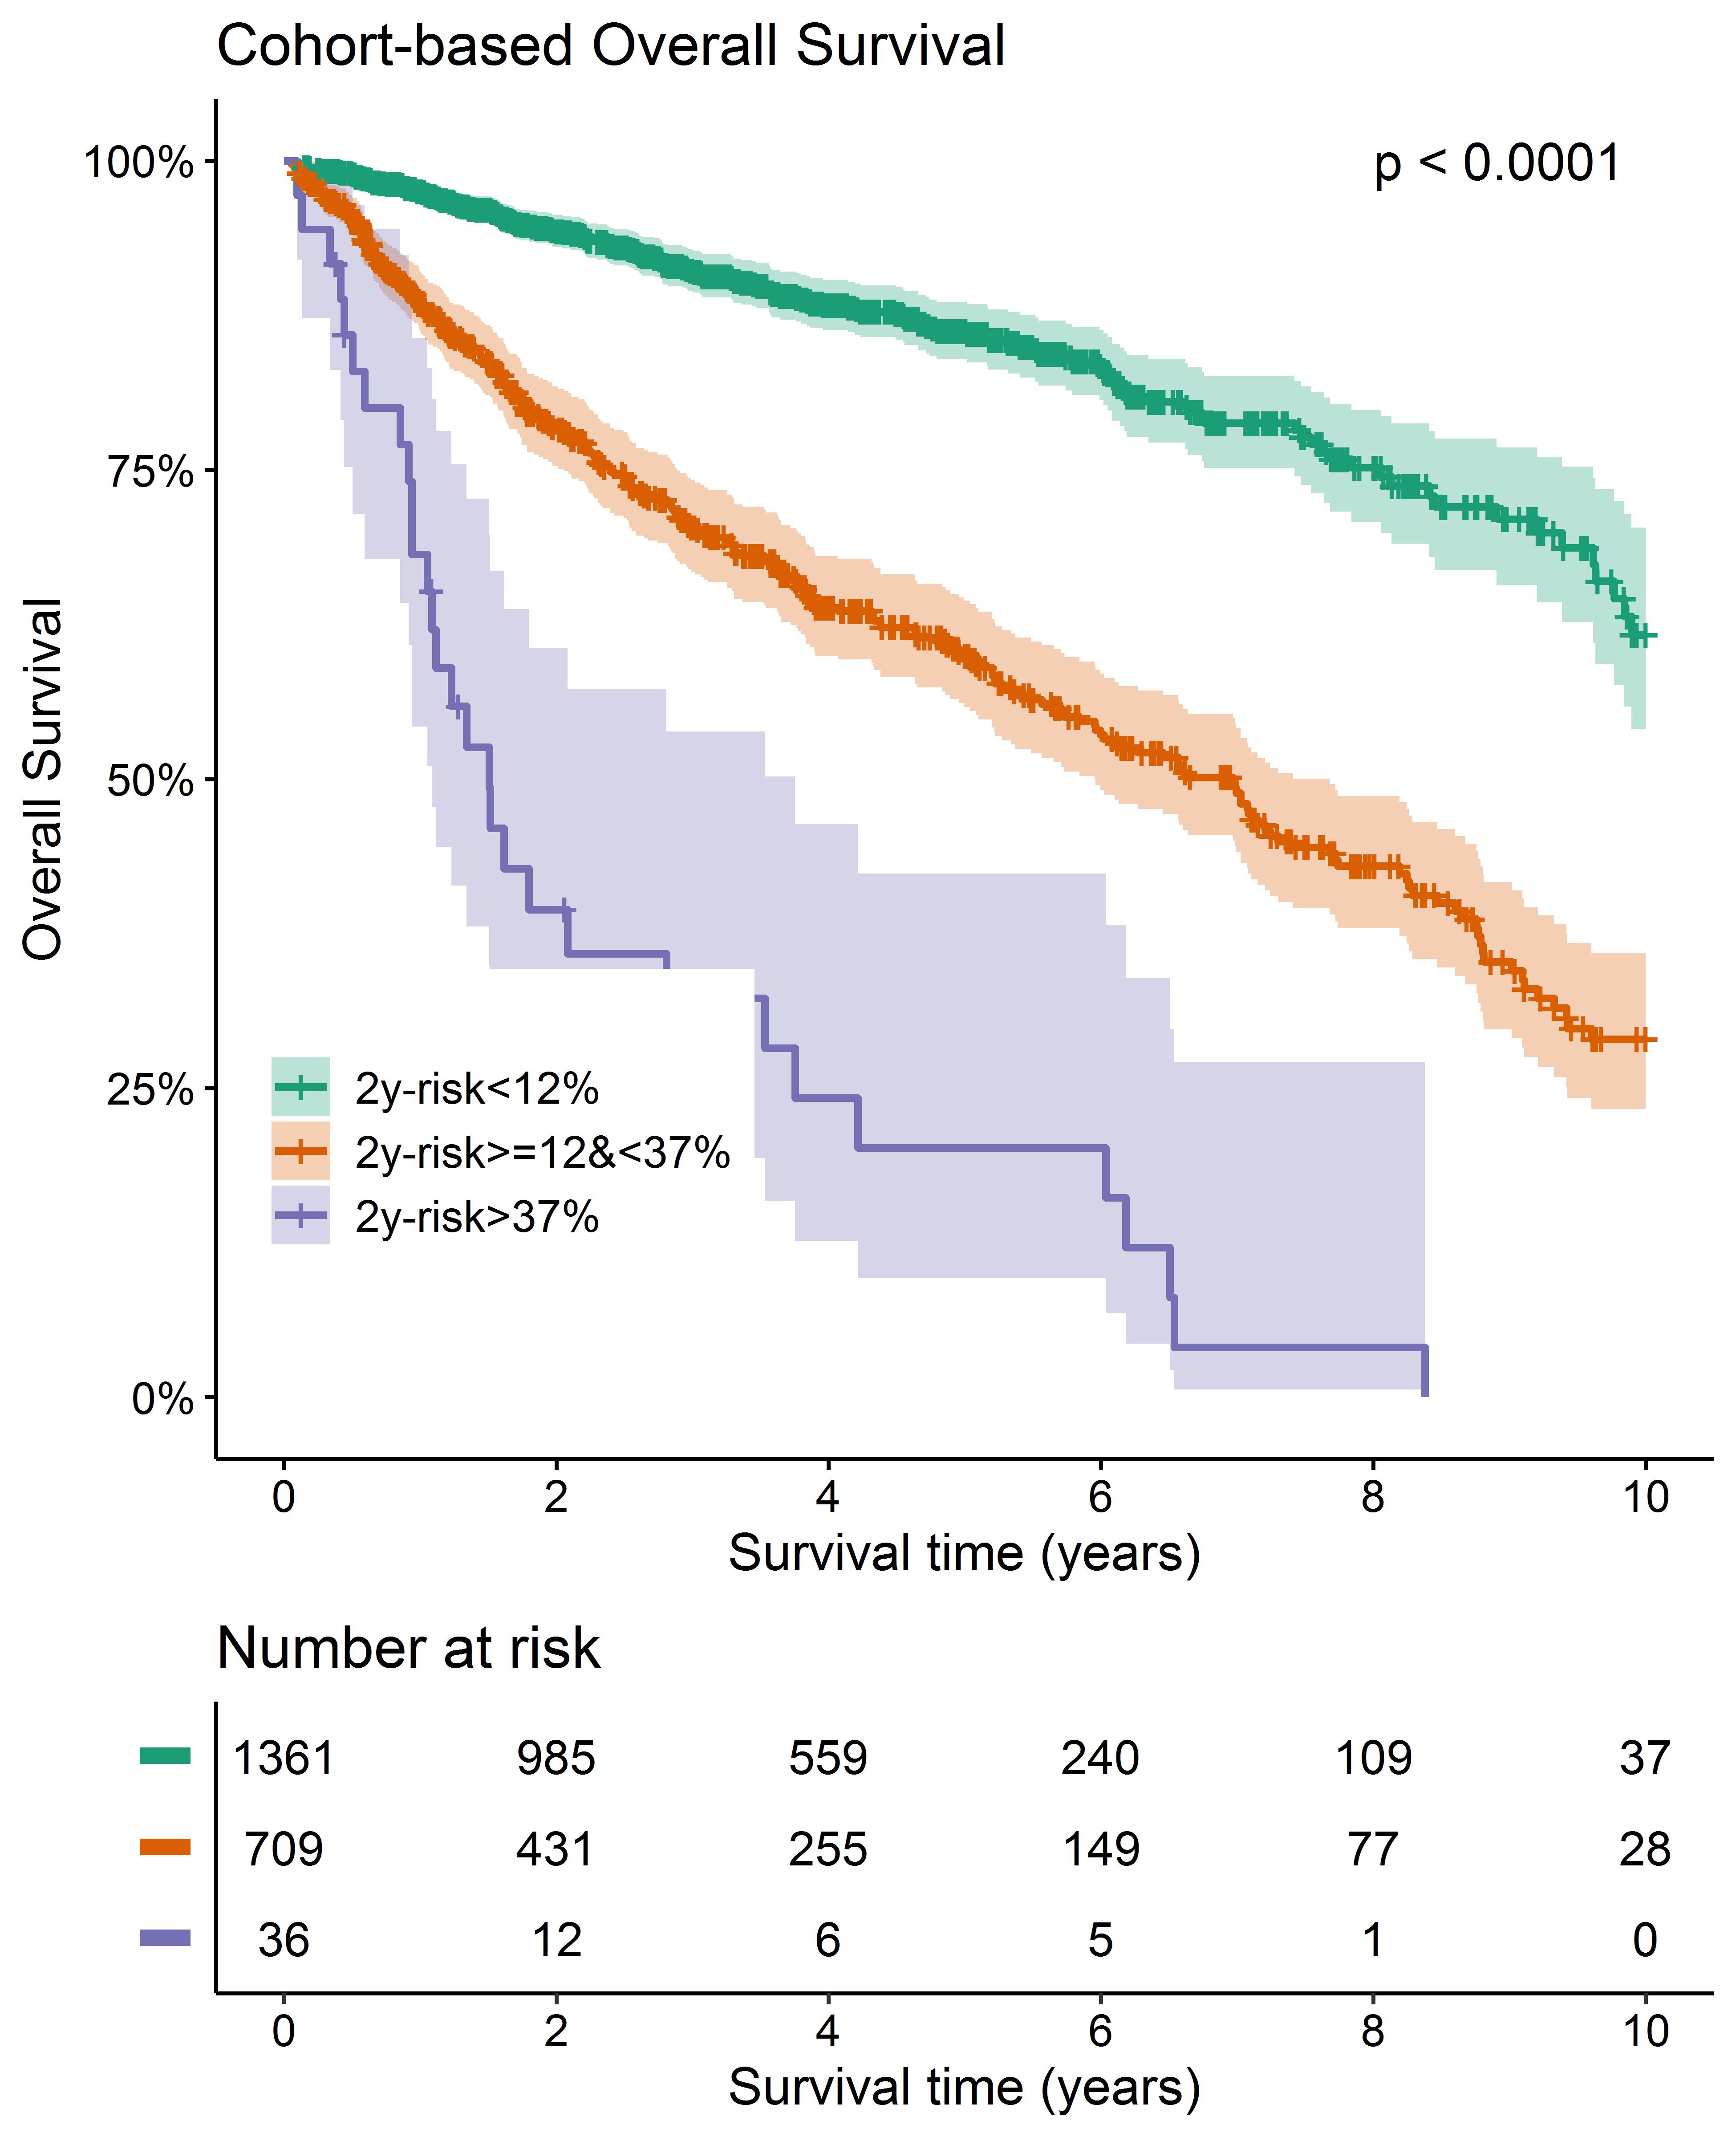 Cohort-based Overall Survival
p < 0.0001
100%
75%
50%
25%
0%
Overall Survival
2y-risk<12%
2y-risk>=12&<37%
2y-risk>37%
0 2 4 6 8 10
Survival time (years)
Number at risk
1361 985 559 240 109 37
709 431 255 149 77 28
36 12 6 5 1 0
0 2 4 6 8 10
Survival time (years)